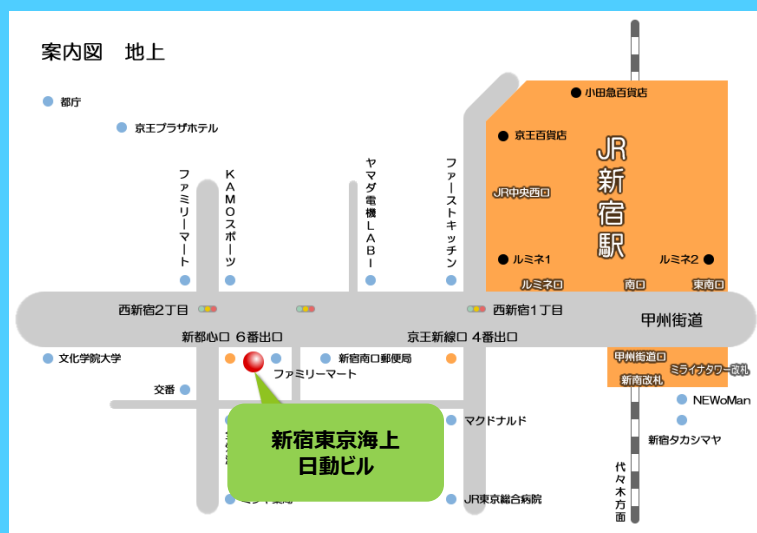 案内図 地上
都庁
京王プラザホテル
小田急百貨店
京王百貨店
JR新宿駅
JR中央西口
ファミリーマート
KAMOスポーツ
ヤマダ電機LABI
ファーストキッチン
ルミネ1
ルミネ2
ルミネ口
南口
東南口
西新宿2丁目
西新宿1丁目
甲州街道
新都心口 6番出口
京王新線口 4番出口
文化学院大学
新宿南口郵便局
ファミリーマート
甲州街道口
ミライナタワー改札
新南改札
交番
NEWoMan
新宿東京海上
日動ビル
マクドナルド
新宿タカシマヤ
代々木方面
JR東京総合病院